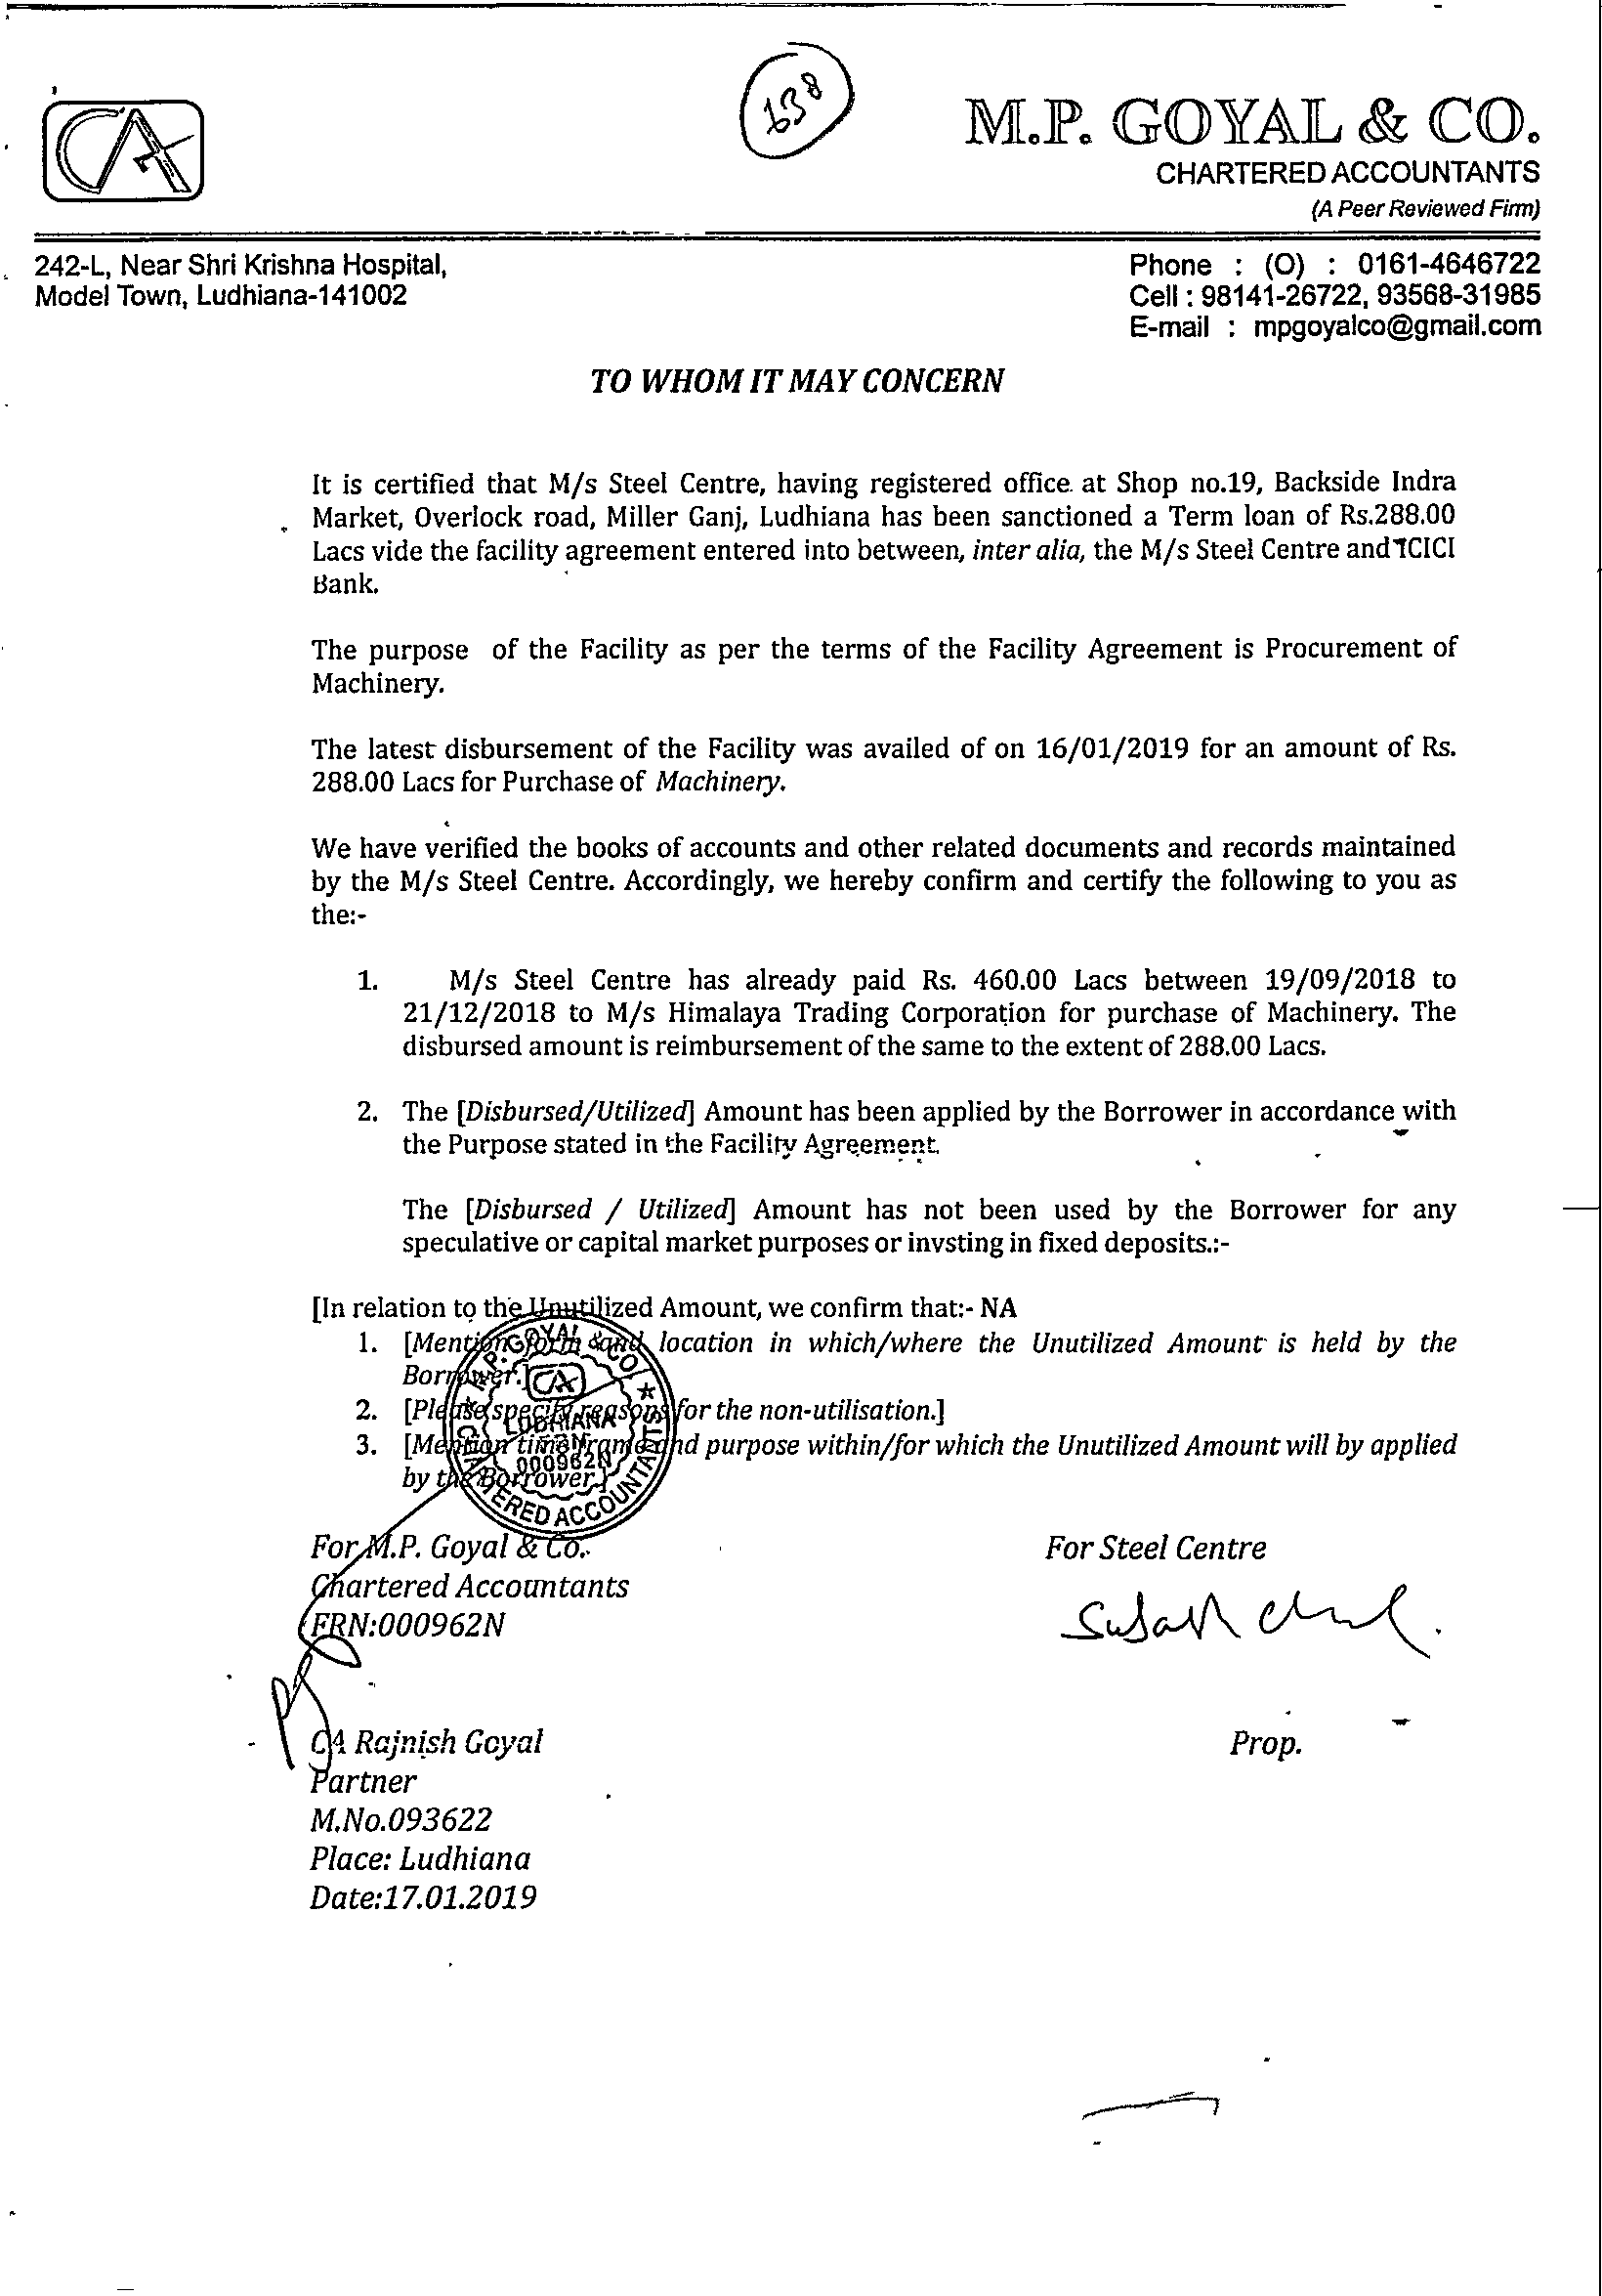 638
CA
M.P. GOYAL & CO.
CHARTERED ACCOUNTANTS
(A Peer Reviewed Firm)
242-L, Near Shri Krishna Hospital,
Model Town, Ludhiana-141002
Phone : (O) : 0161-4646722
Cell : 98141-26722, 93568-31985
E-mail : mpgoyalco@gmail.com
TO WHOM IT MAY CONCERN
It is certified that M/s Steel Centre, having registered office at Shop no.19, Backside Indra
Market, Overlock road, Miller Ganj, Ludhiana has been sanctioned a Term loan of Rs.288.00
Lacs vide the facility agreement entered into between, inter alia, the M/s Steel Centre and ICICI
Bank.
The purpose of the Facility as per the terms of the Facility Agreement is Procurement of
Machinery.
The latest disbursement of the Facility was availed of on 16/01/2019 for an amount of Rs.
288.00 Lacs for Purchase of Machinery.
We have verified the books of accounts and other related documents and records maintained
by the M/s Steel Centre. Accordingly, we hereby confirm and certify the following to you as
the:-
1. M/s Steel Centre has already paid Rs. 460.00 Lacs between 19/09/2018 to
21/12/2018 to M/s Himalaya Trading Corporation for purchase of Machinery. The
disbursed amount is reimbursement of the same to the extent of 288.00 Lacs.
2. The [Disbursed/Utilized] Amount has been applied by the Borrower in accordance with
the Purpose stated in the Facility Agreement.
The [Disbursed / Utilized] Amount has not been used by the Borrower for any
speculative or capital market purposes or invsting in fixed deposits.:-
[In relation to the Unutilized Amount, we confirm that:- NA
1. [Mention form and location in which/where the Unutilized Amount is held by the
Borrower.]
2. [Please specify reasons for the non-utilisation.]
3. [Mention time frame and purpose within/for which the Unutilized Amount will by applied
by the Borrower.]
M.P. GOYAL & CO.
CA
LUDHIANA
FRN
000962N
CHARTERED ACCOUNTANTS
For M.P. Goyal & Co.
Chartered Accountants
FRN:000962N
For Steel Centre
CA Rajnish Goyal
Prop.
Partner
M.No.093622
Place: Ludhiana
Date:17.01.2019